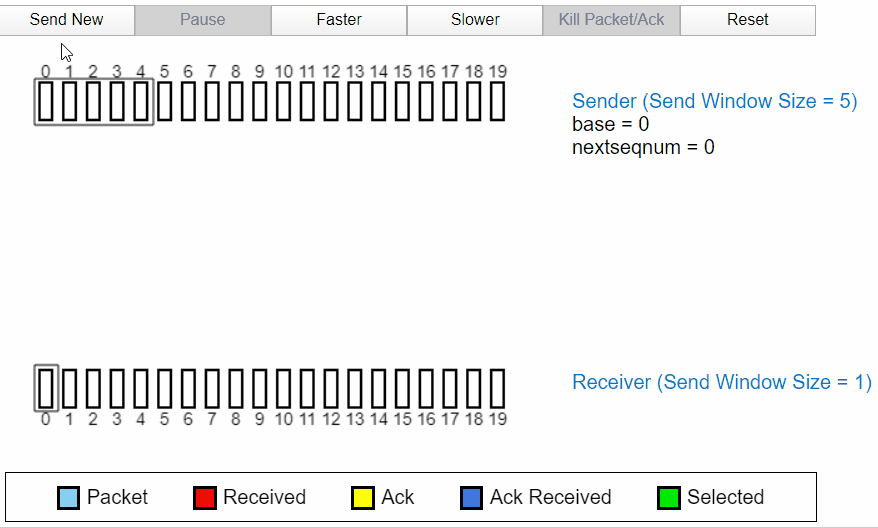 Send New Pause Faster Slower Kill Packet/Ack Reset
0 1 2 3 4 5 6 7 8 9 10 11 12 13 14 15 16 17 18 19
Sender (Send Window Size = 5)
base = 0
nextseqnum = 0
Receiver (Send Window Size = 1)
0 1 2 3 4 5 6 7 8 9 10 11 12 13 14 15 16 17 18 19
Packet Received Ack Ack Received Selected